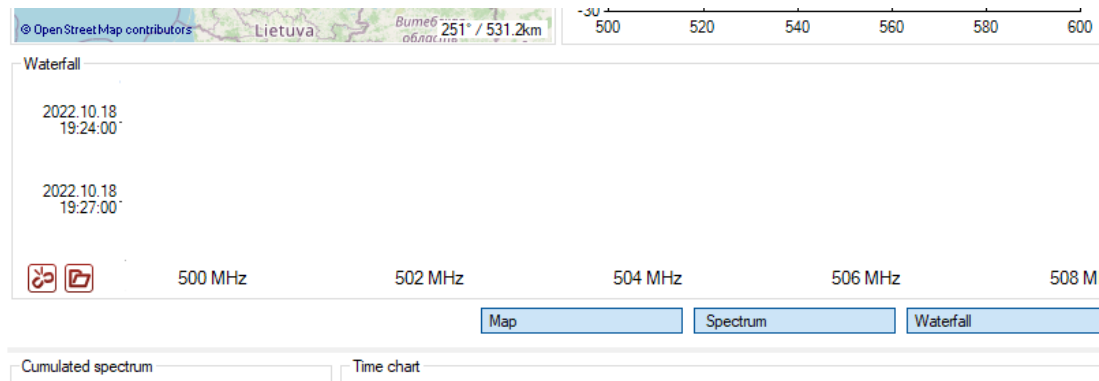 © OpenStreetMap contributors
Lietuva
251° / 531.2km
-30
500 520 540 560 580 600
Waterfall
2022.10.18
19:24:00
2022.10.18
19:27:00
500 MHz 502 MHz 504 MHz 506 MHz 508 M
Map Spectrum Waterfall
Cumulated spectrum Time chart